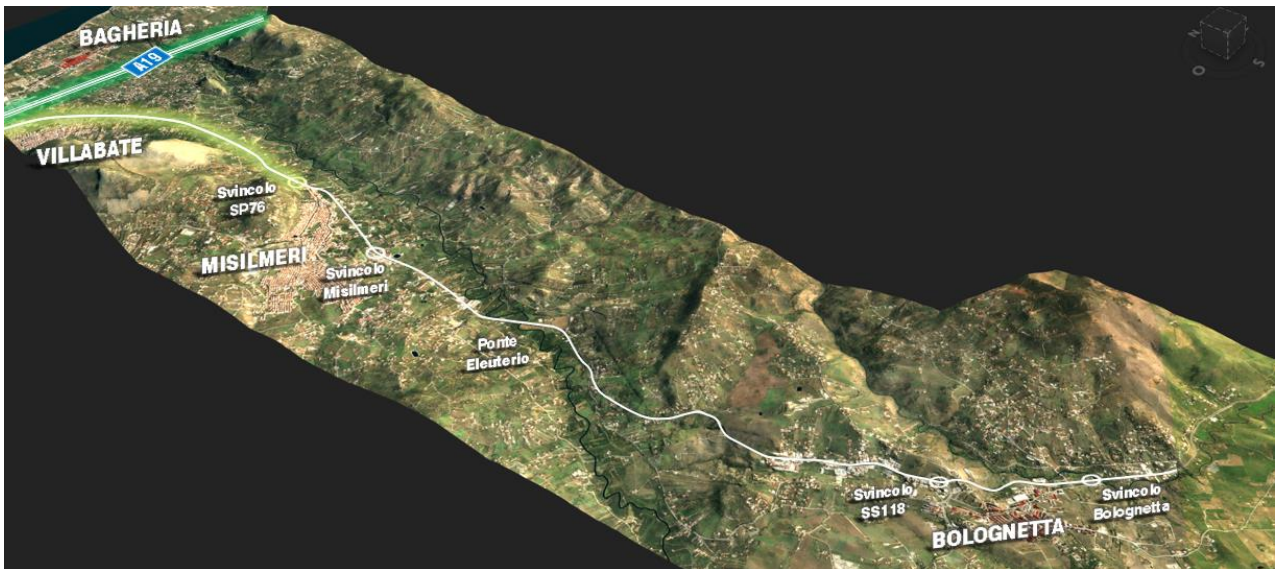 BAGHERIA
A19
VILLABATE
Svincolo
SP76
MISILMERI
Svincolo
Misilmeri
Ponte
Eleuterio
Svincolo
SS118
BOLOGNETTA
Svincolo
Bolognetta
N
O
S